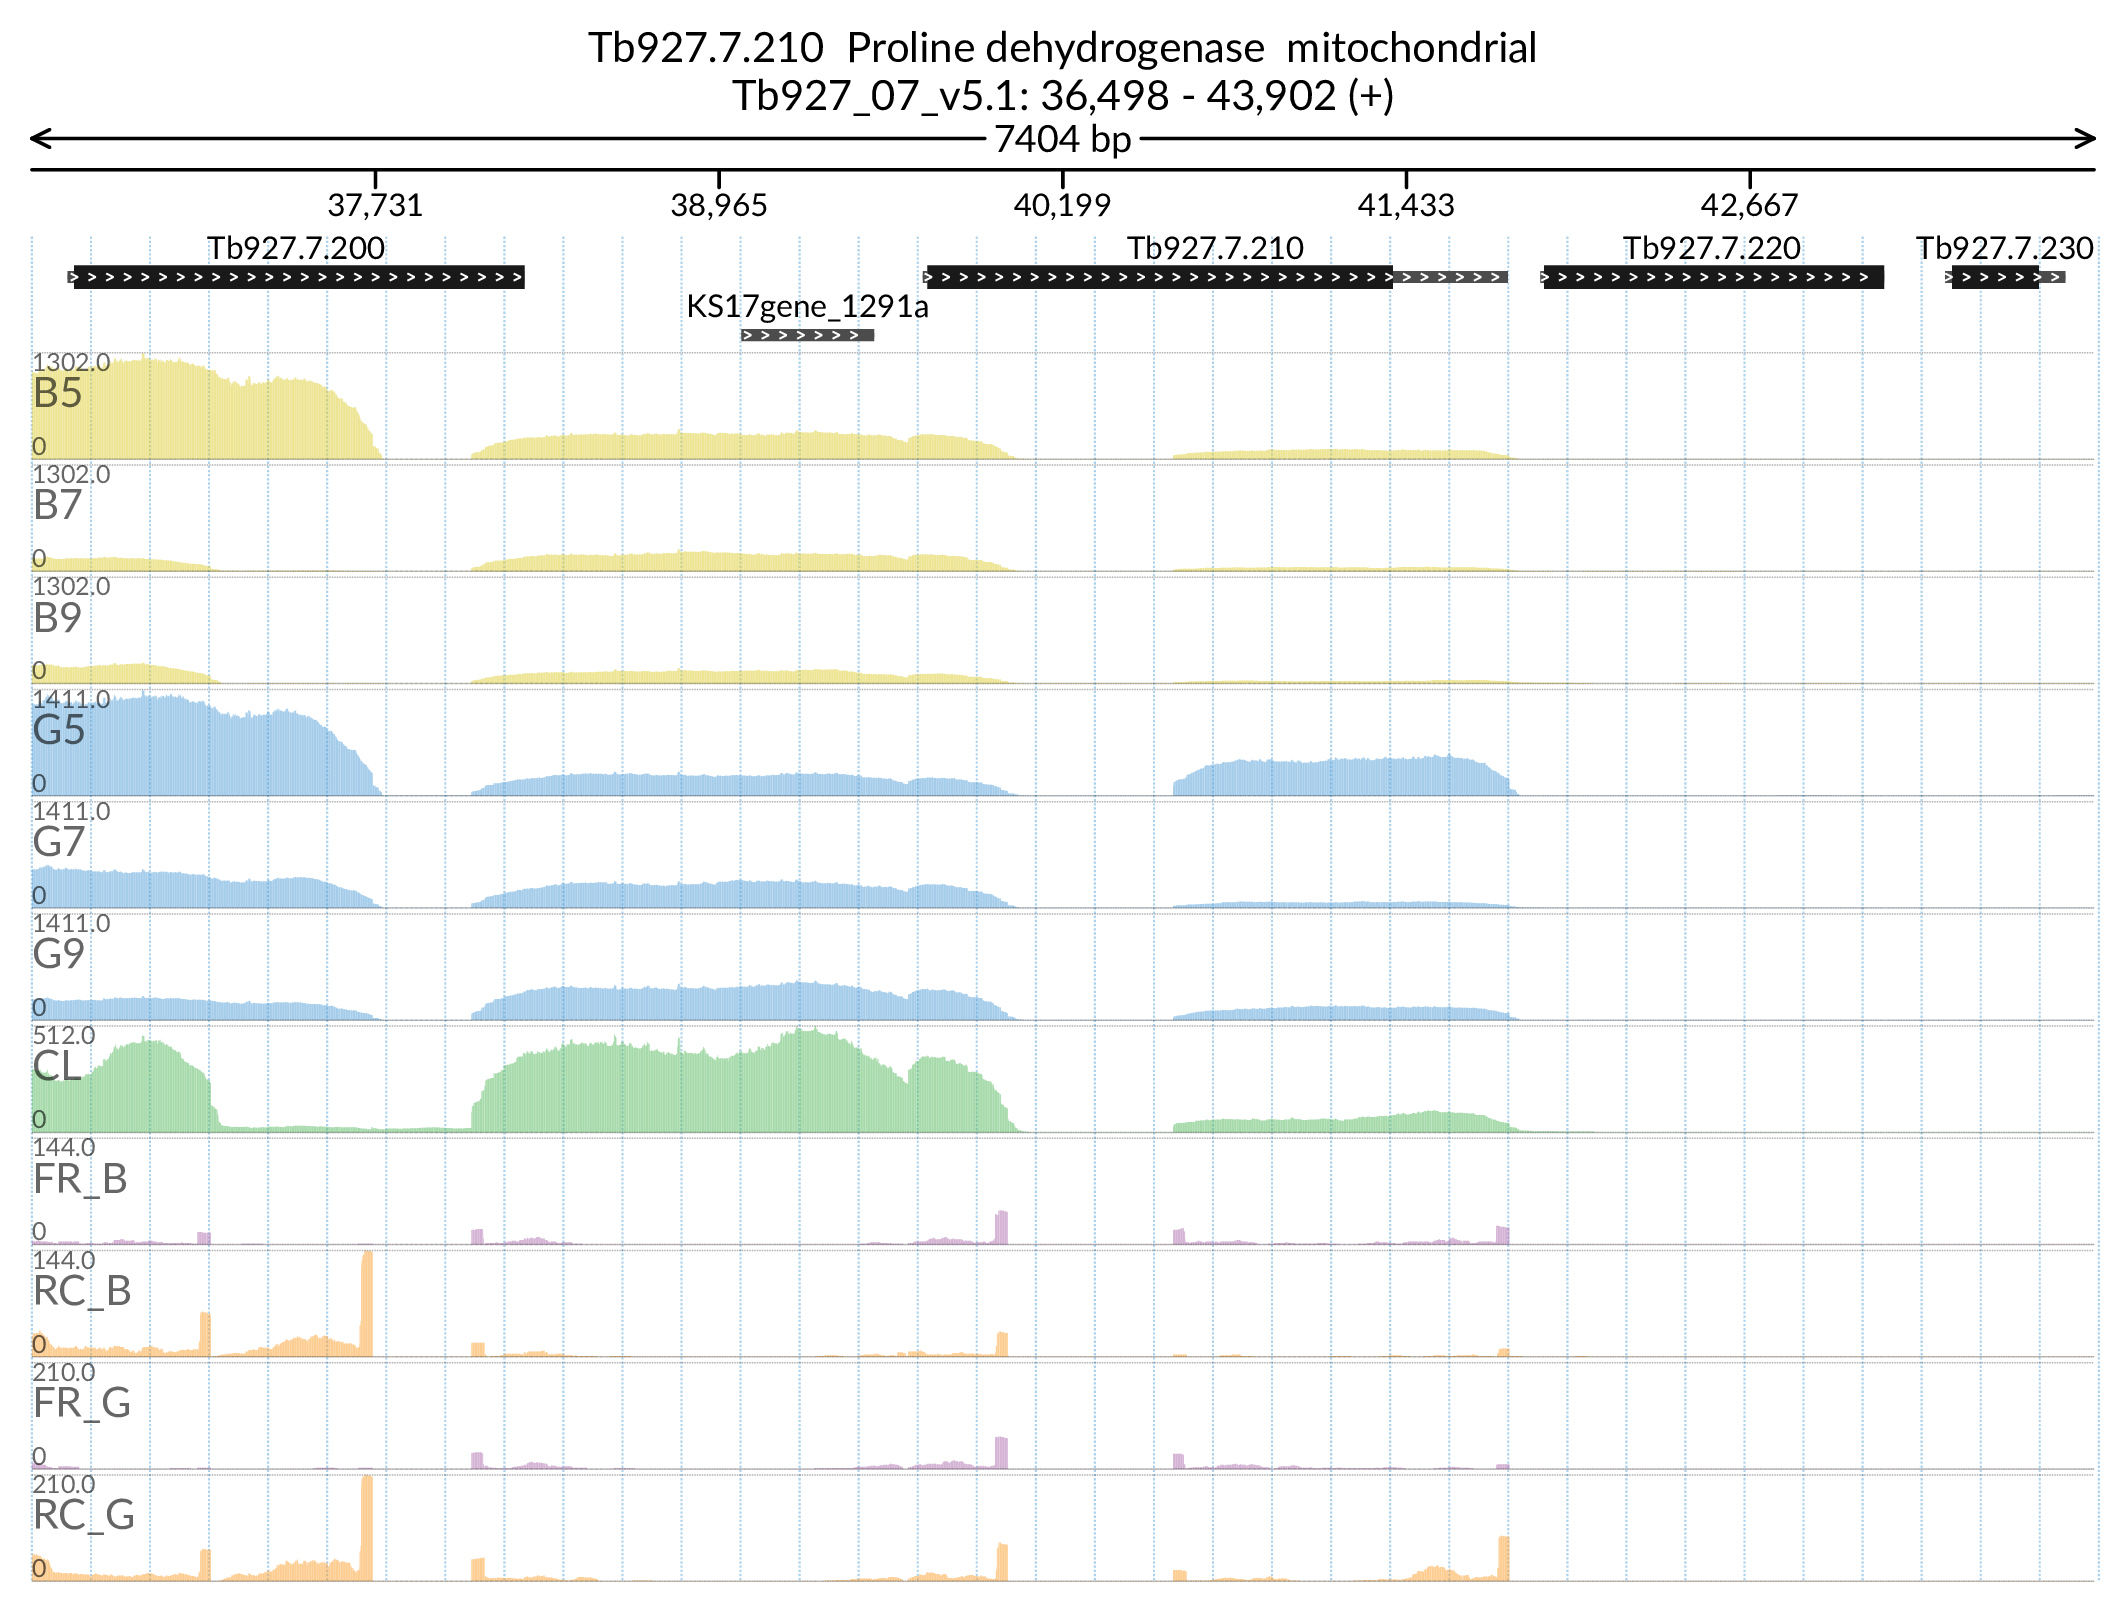 Tb927.7.210  Proline dehydrogenase  mitochondrial
Tb927_07_v5.1: 36,498 - 43,902 (+)
7404 bp
37,731 38,965 40,199 41,433 42,667
Tb927.7.200 Tb927.7.210 Tb927.7.220 Tb927.7.230
KS17gene_1291a
1302.0
B5
0
1302.0
B7
0
1302.0
B9
0
1411.0
G5
0
1411.0
G7
0
1411.0
G9
0
512.0
CL
0
144.0
FR_B
0
144.0
RC_B
0
210.0
FR_G
0
210.0
RC_G
0